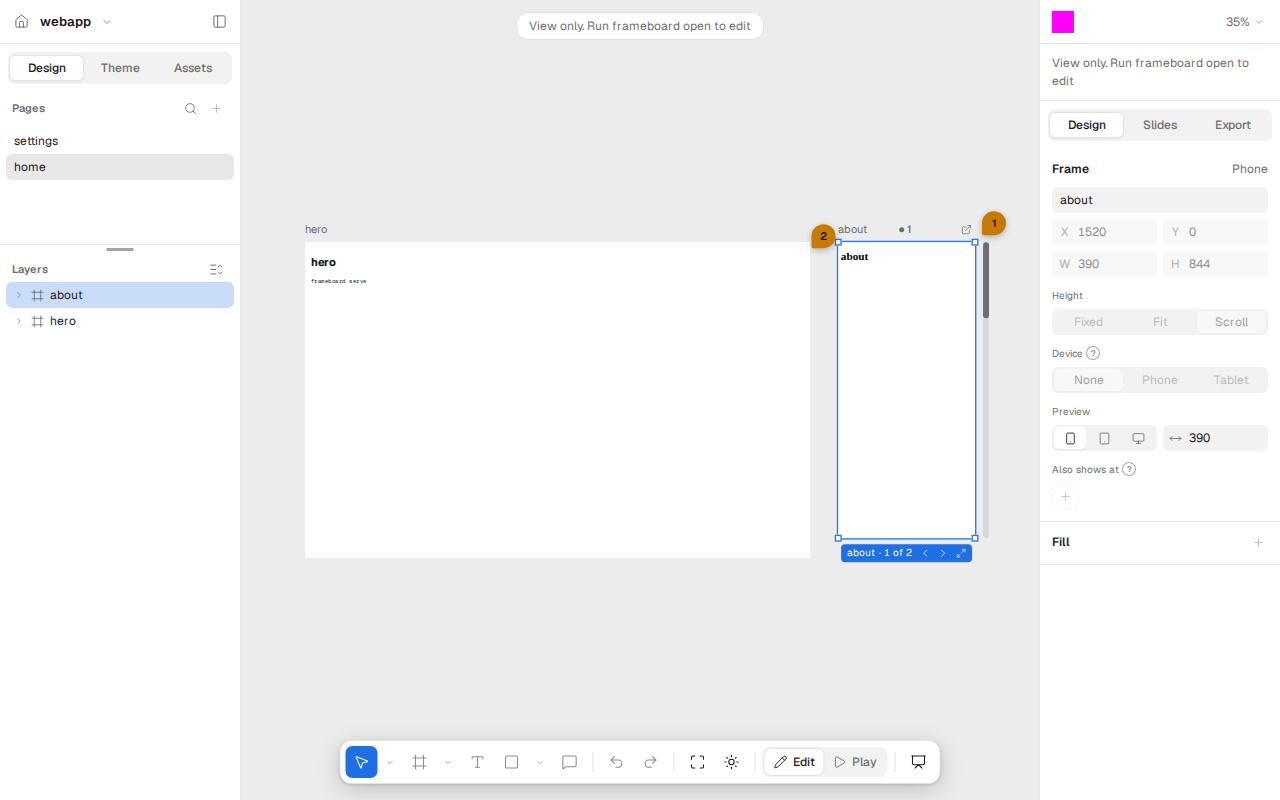 webapp
Design
Theme
Assets
Pages
settings
home
Layers
about
hero
View only. Run frameboard open to edit
hero
hero
frameboard serve
2
about
1
1
about
about · 1 of 2
Edit
Play
35%
View only. Run frameboard open to
edit
Design
Slides
Export
Frame
Phone
about
X 1520
Y 0
W 390
H 844
Height
Fixed
Fit
Scroll
Device ?
None
Phone
Tablet
Preview
390
Also shows at ?
Fill